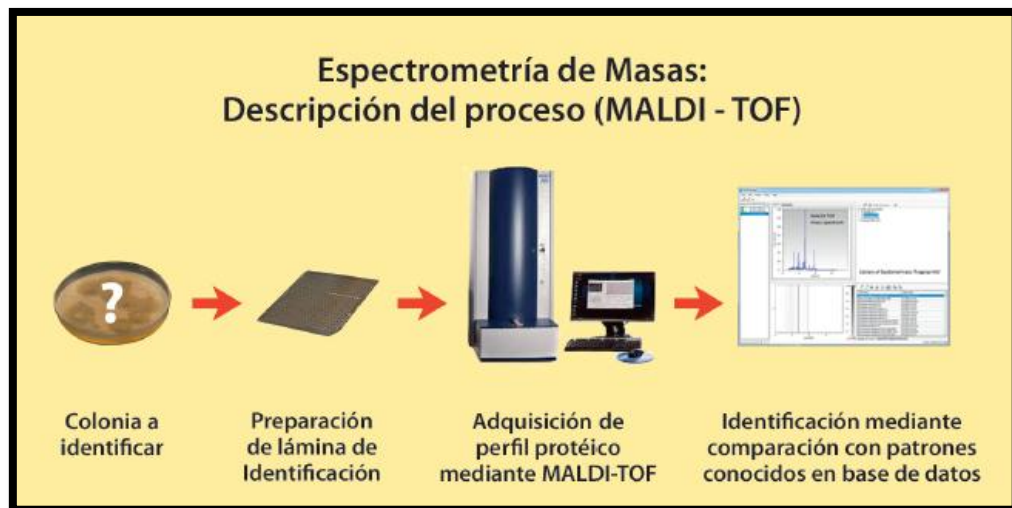 Espectrometría de Masas:
Descripción del proceso (MALDI - TOF)
?
Colonia a
identificar
Preparación
de lámina de
Identificación
Adquisición de
perfil protéico
mediante MALDI-TOF
Identificación mediante
comparación con patrones
conocidos en base de datos